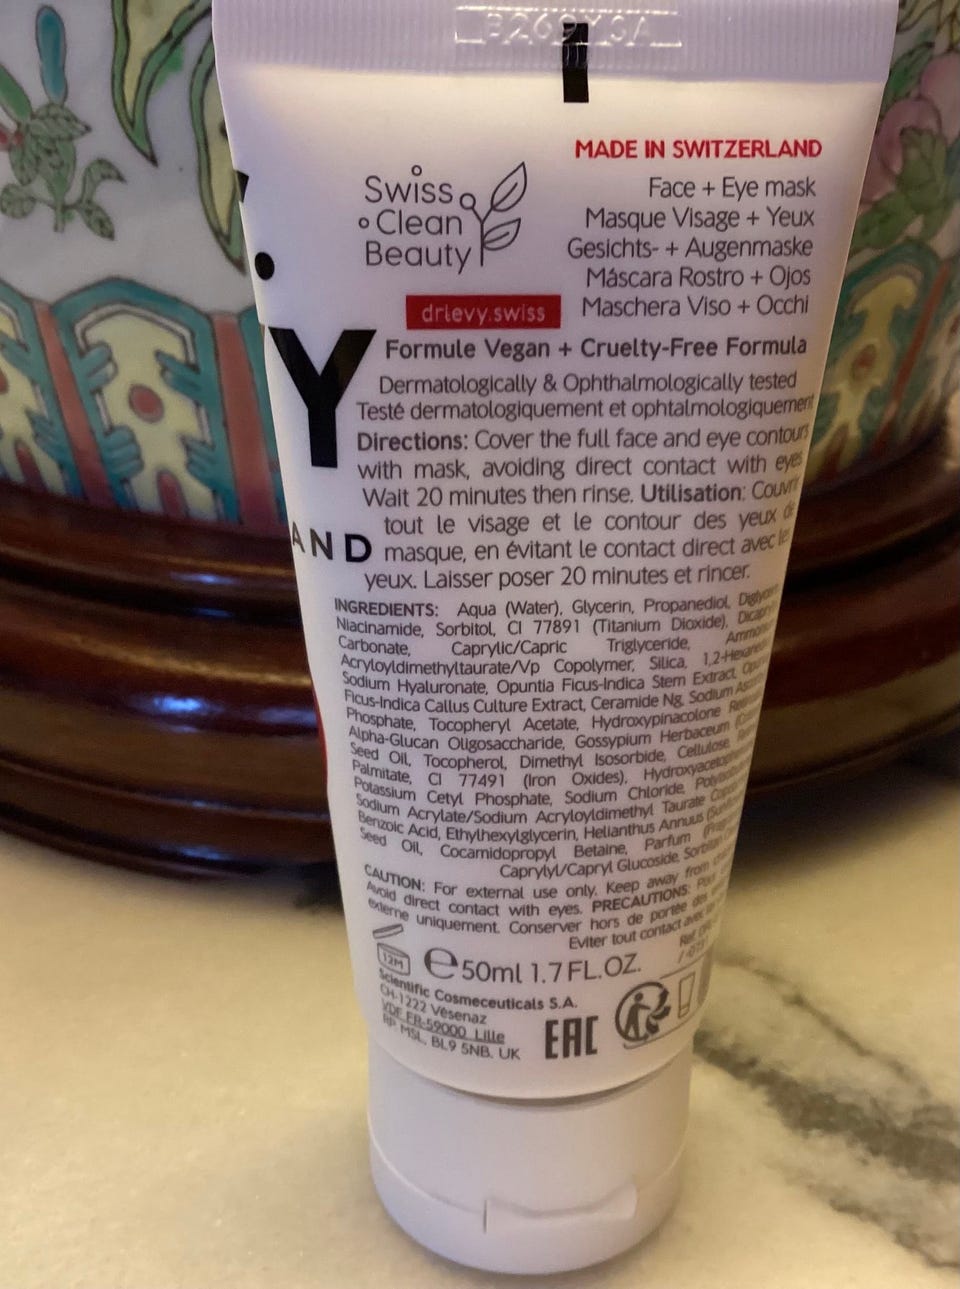 MADE IN SWITZERLAND
Swiss
Clean
Beauty
Face + Eye mask
Masque Visage + Yeux
Gesichts- + Augenmaske
Máscara Rostro + Ojos
Maschera Viso + Occhi
drlevy.swiss
Y
AND
Formule Vegan + Cruelty-Free Formula
Dermatologically & Ophthalmologically tested
Testé dermatologiquement et ophtalmologiquement
Directions: Cover the full face and eye contours
with mask, avoiding direct contact with eyes
Wait 20 minutes then rinse. Utilisation: Couvrir
tout le visage et le contour des yeux de
masque, en évitant le contact direct avec les
yeux. Laisser poser 20 minutes et rincer.
INGREDIENTS: Aqua (Water), Glycerin, Propanediol,
Niacinamide, Sorbitol, CI 77891 (Titanium Dioxide),
Carbonate, Caprylic/Capric Triglyceride,
Acryloyldimethyltaurate/Vp Copolymer, Silica,
Sodium Hyaluronate, Opuntia Ficus-Indica Stem Extract,
Ficus-Indica Callus Culture Extract, Ceramide Ng, Sodium
Phosphate, Tocopheryl Acetate, Hydroxypinacolone
Alpha-Glucan Oligosaccharide, Gossypium Herbaceum
Seed Oil, Tocopherol, Dimethyl Isosorbide, Cellulose,
Palmitate, CI 77491 (Iron Oxides),
Potassium Cetyl Phosphate, Sodium Chloride,
Sodium Acrylate/Sodium Acryloyldimethyl Taurate
Benzoic Acid, Ethylhexylglycerin, Helianthus Annuus
Seed Oil, Cocamidopropyl Betaine, Parfum
Caprylyl/Capryl Glucoside,
CAUTION: For external use only. Keep away from
Avoid direct contact with eyes. PRECAUTIONS:
externe uniquement. Conserver hors de portée des
Eviter tout contact avec
12M
e 50ml 1.7 FL.OZ.
Scientific Cosmeceuticals S.A.
CH-1222 Vésenaz
VDF FR-59000 Lille
RP MSL, BL9 5NB. UK
EAC